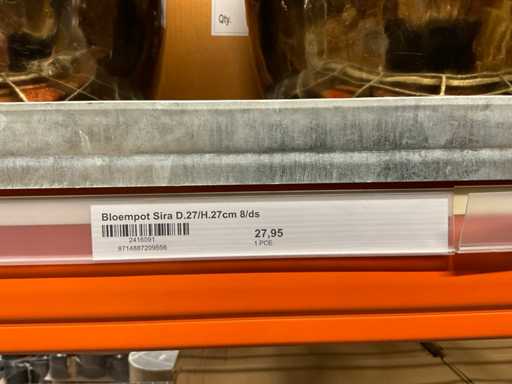 Qty.
Bloempot Sira D.27/H.27cm 8/ds
2416091
27,95
8714887209556
1 PCE